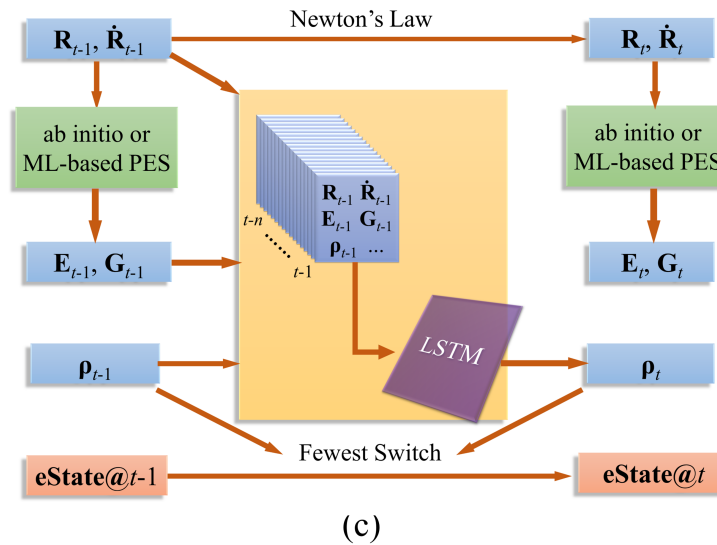 Newton's Law
R_{t-1}, Ṙ_{t-1}
R_t, Ṙ_t
ab initio or
ML-based PES
ab initio or
ML-based PES
R_{t-1} Ṙ_{t-1}
E_{t-1} G_{t-1}
ρ_{t-1} ...
t-n
......
t-1
E_{t-1}, G_{t-1}
E_t, G_t
LSTM
ρ_{t-1}
ρ_t
Fewest Switch
eState@t-1
eState@t
(c)